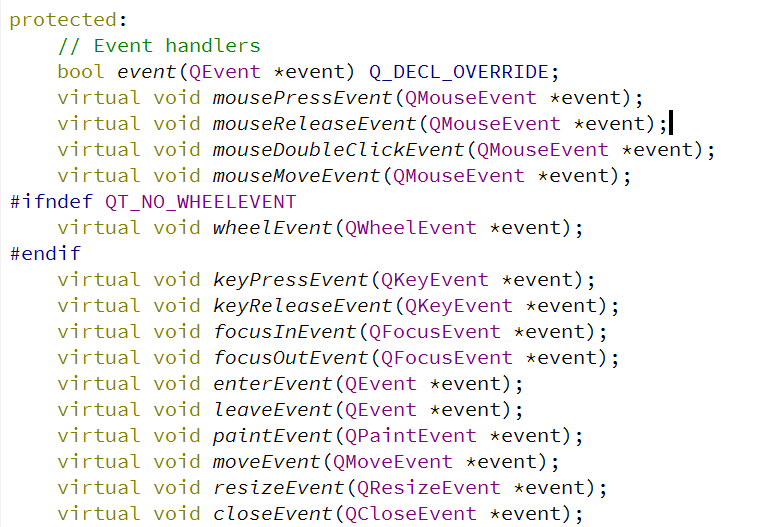 protected:
    // Event handlers
    bool event(QEvent *event) Q_DECL_OVERRIDE;
    virtual void mousePressEvent(QMouseEvent *event);
    virtual void mouseReleaseEvent(QMouseEvent *event);
    virtual void mouseDoubleClickEvent(QMouseEvent *event);
    virtual void mouseMoveEvent(QMouseEvent *event);
#ifndef QT_NO_WHEELEVENT
    virtual void wheelEvent(QWheelEvent *event);
#endif
    virtual void keyPressEvent(QKeyEvent *event);
    virtual void keyReleaseEvent(QKeyEvent *event);
    virtual void focusInEvent(QFocusEvent *event);
    virtual void focusOutEvent(QFocusEvent *event);
    virtual void enterEvent(QEvent *event);
    virtual void leaveEvent(QEvent *event);
    virtual void paintEvent(QPaintEvent *event);
    virtual void moveEvent(QMoveEvent *event);
    virtual void resizeEvent(QResizeEvent *event);
    virtual void closeEvent(QCloseEvent *event);